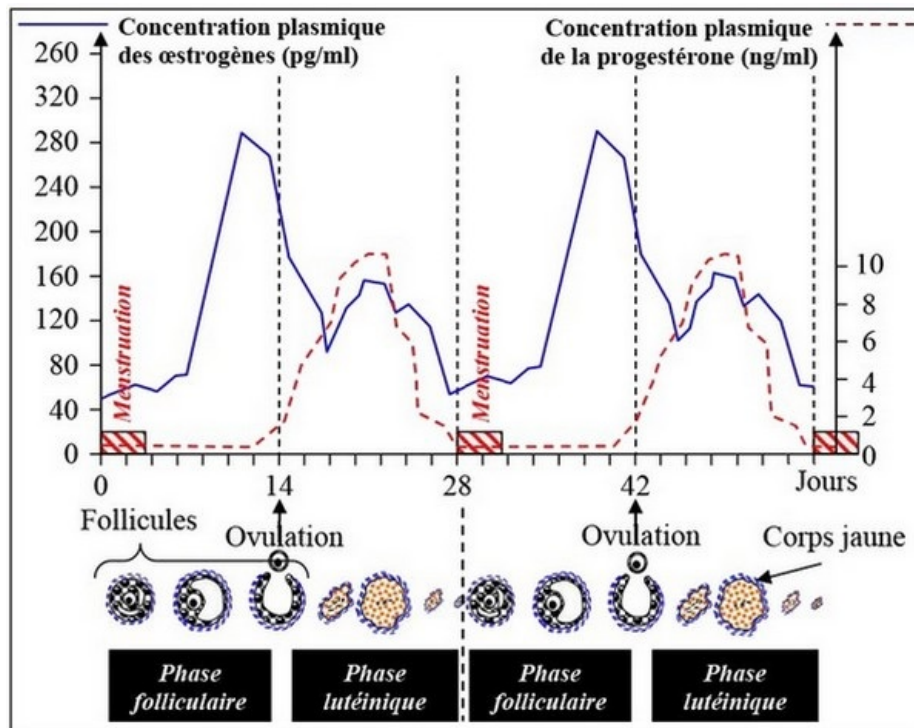 Concentration plasmique
des œstrogènes (pg/ml)
Concentration plasmique
de la progestérone (ng/ml)
260
320
280
240
200
160
120
80
40
0
10
8
6
4
2
0
Menstruation
Menstruation
0
14
28
42
Jours
Follicules
Ovulation
Ovulation
Corps jaune
Phase
folliculaire
Phase
lutéinique
Phase
folliculaire
Phase
lutéinique